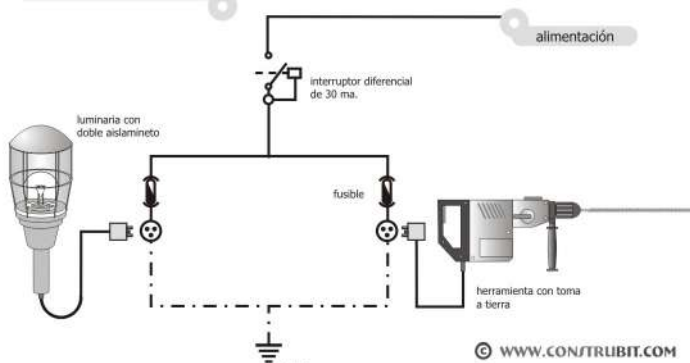 alimentación
interruptor diferencial
de 30 ma.
luminaria con
doble aislamineto
fusible
herramienta con toma
a tierra
© WWW.CONSTRUBIT.COM